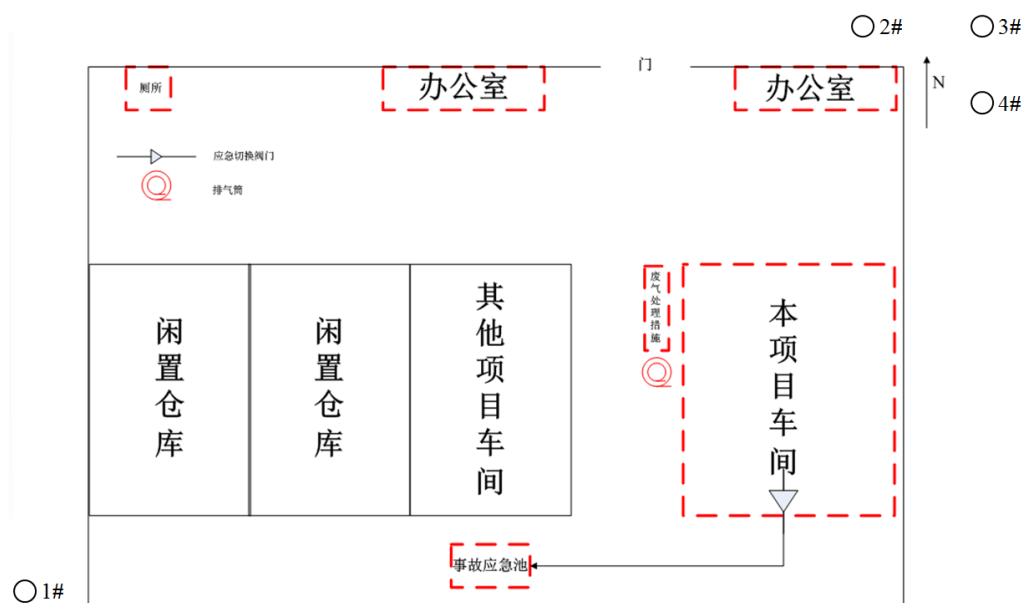 2#
3#
门
N
厕所
办公室
办公室
4#
应急切换阀门
排气筒
废气处理措施
闲置仓库
闲置仓库
其他项目车间
本项目车间
事故应急池
1#